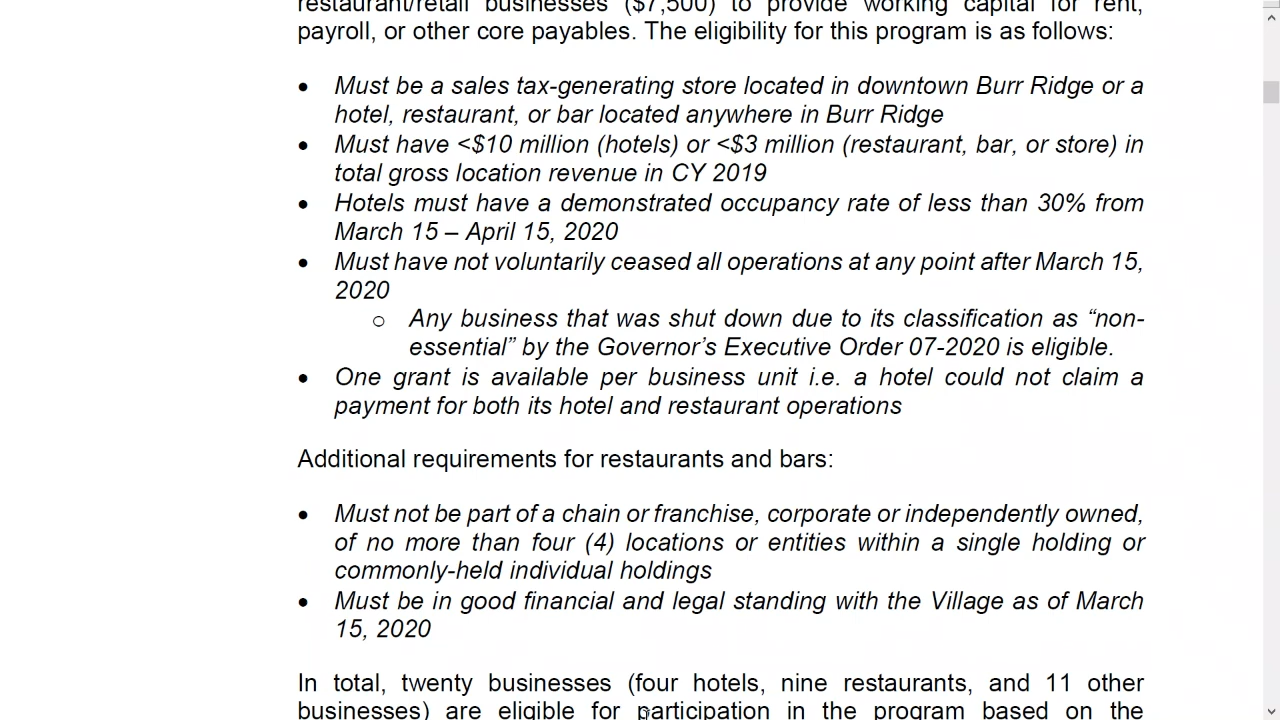 restaurant/retail businesses ($7,500) to provide working capital for rent,
payroll, or other core payables. The eligibility for this program is as follows:
• Must be a sales tax-generating store located in downtown Burr Ridge or a
hotel, restaurant, or bar located anywhere in Burr Ridge
• Must have <$10 million (hotels) or <$3 million (restaurant, bar, or store) in
total gross location revenue in CY 2019
• Hotels must have a demonstrated occupancy rate of less than 30% from
March 15 – April 15, 2020
• Must have not voluntarily ceased all operations at any point after March 15,
2020
o Any business that was shut down due to its classification as “non-
essential” by the Governor’s Executive Order 07-2020 is eligible.
• One grant is available per business unit i.e. a hotel could not claim a
payment for both its hotel and restaurant operations
Additional requirements for restaurants and bars:
• Must not be part of a chain or franchise, corporate or independently owned,
of no more than four (4) locations or entities within a single holding or
commonly-held individual holdings
• Must be in good financial and legal standing with the Village as of March
15, 2020
In total, twenty businesses (four hotels, nine restaurants, and 11 other
businesses) are eligible for participation in the program based on the